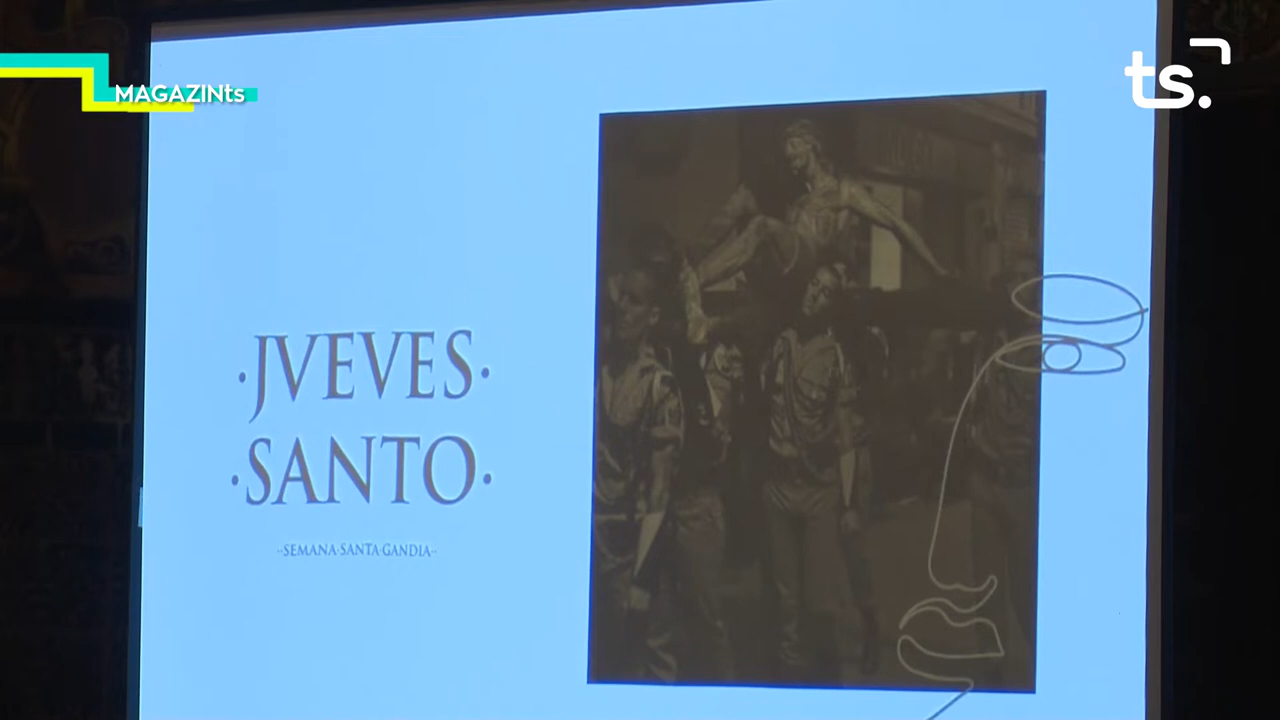 MAGAZINts
ts.
·JVEVES·
·SANTO·
-SEMANA·SANTA·GANDIA-